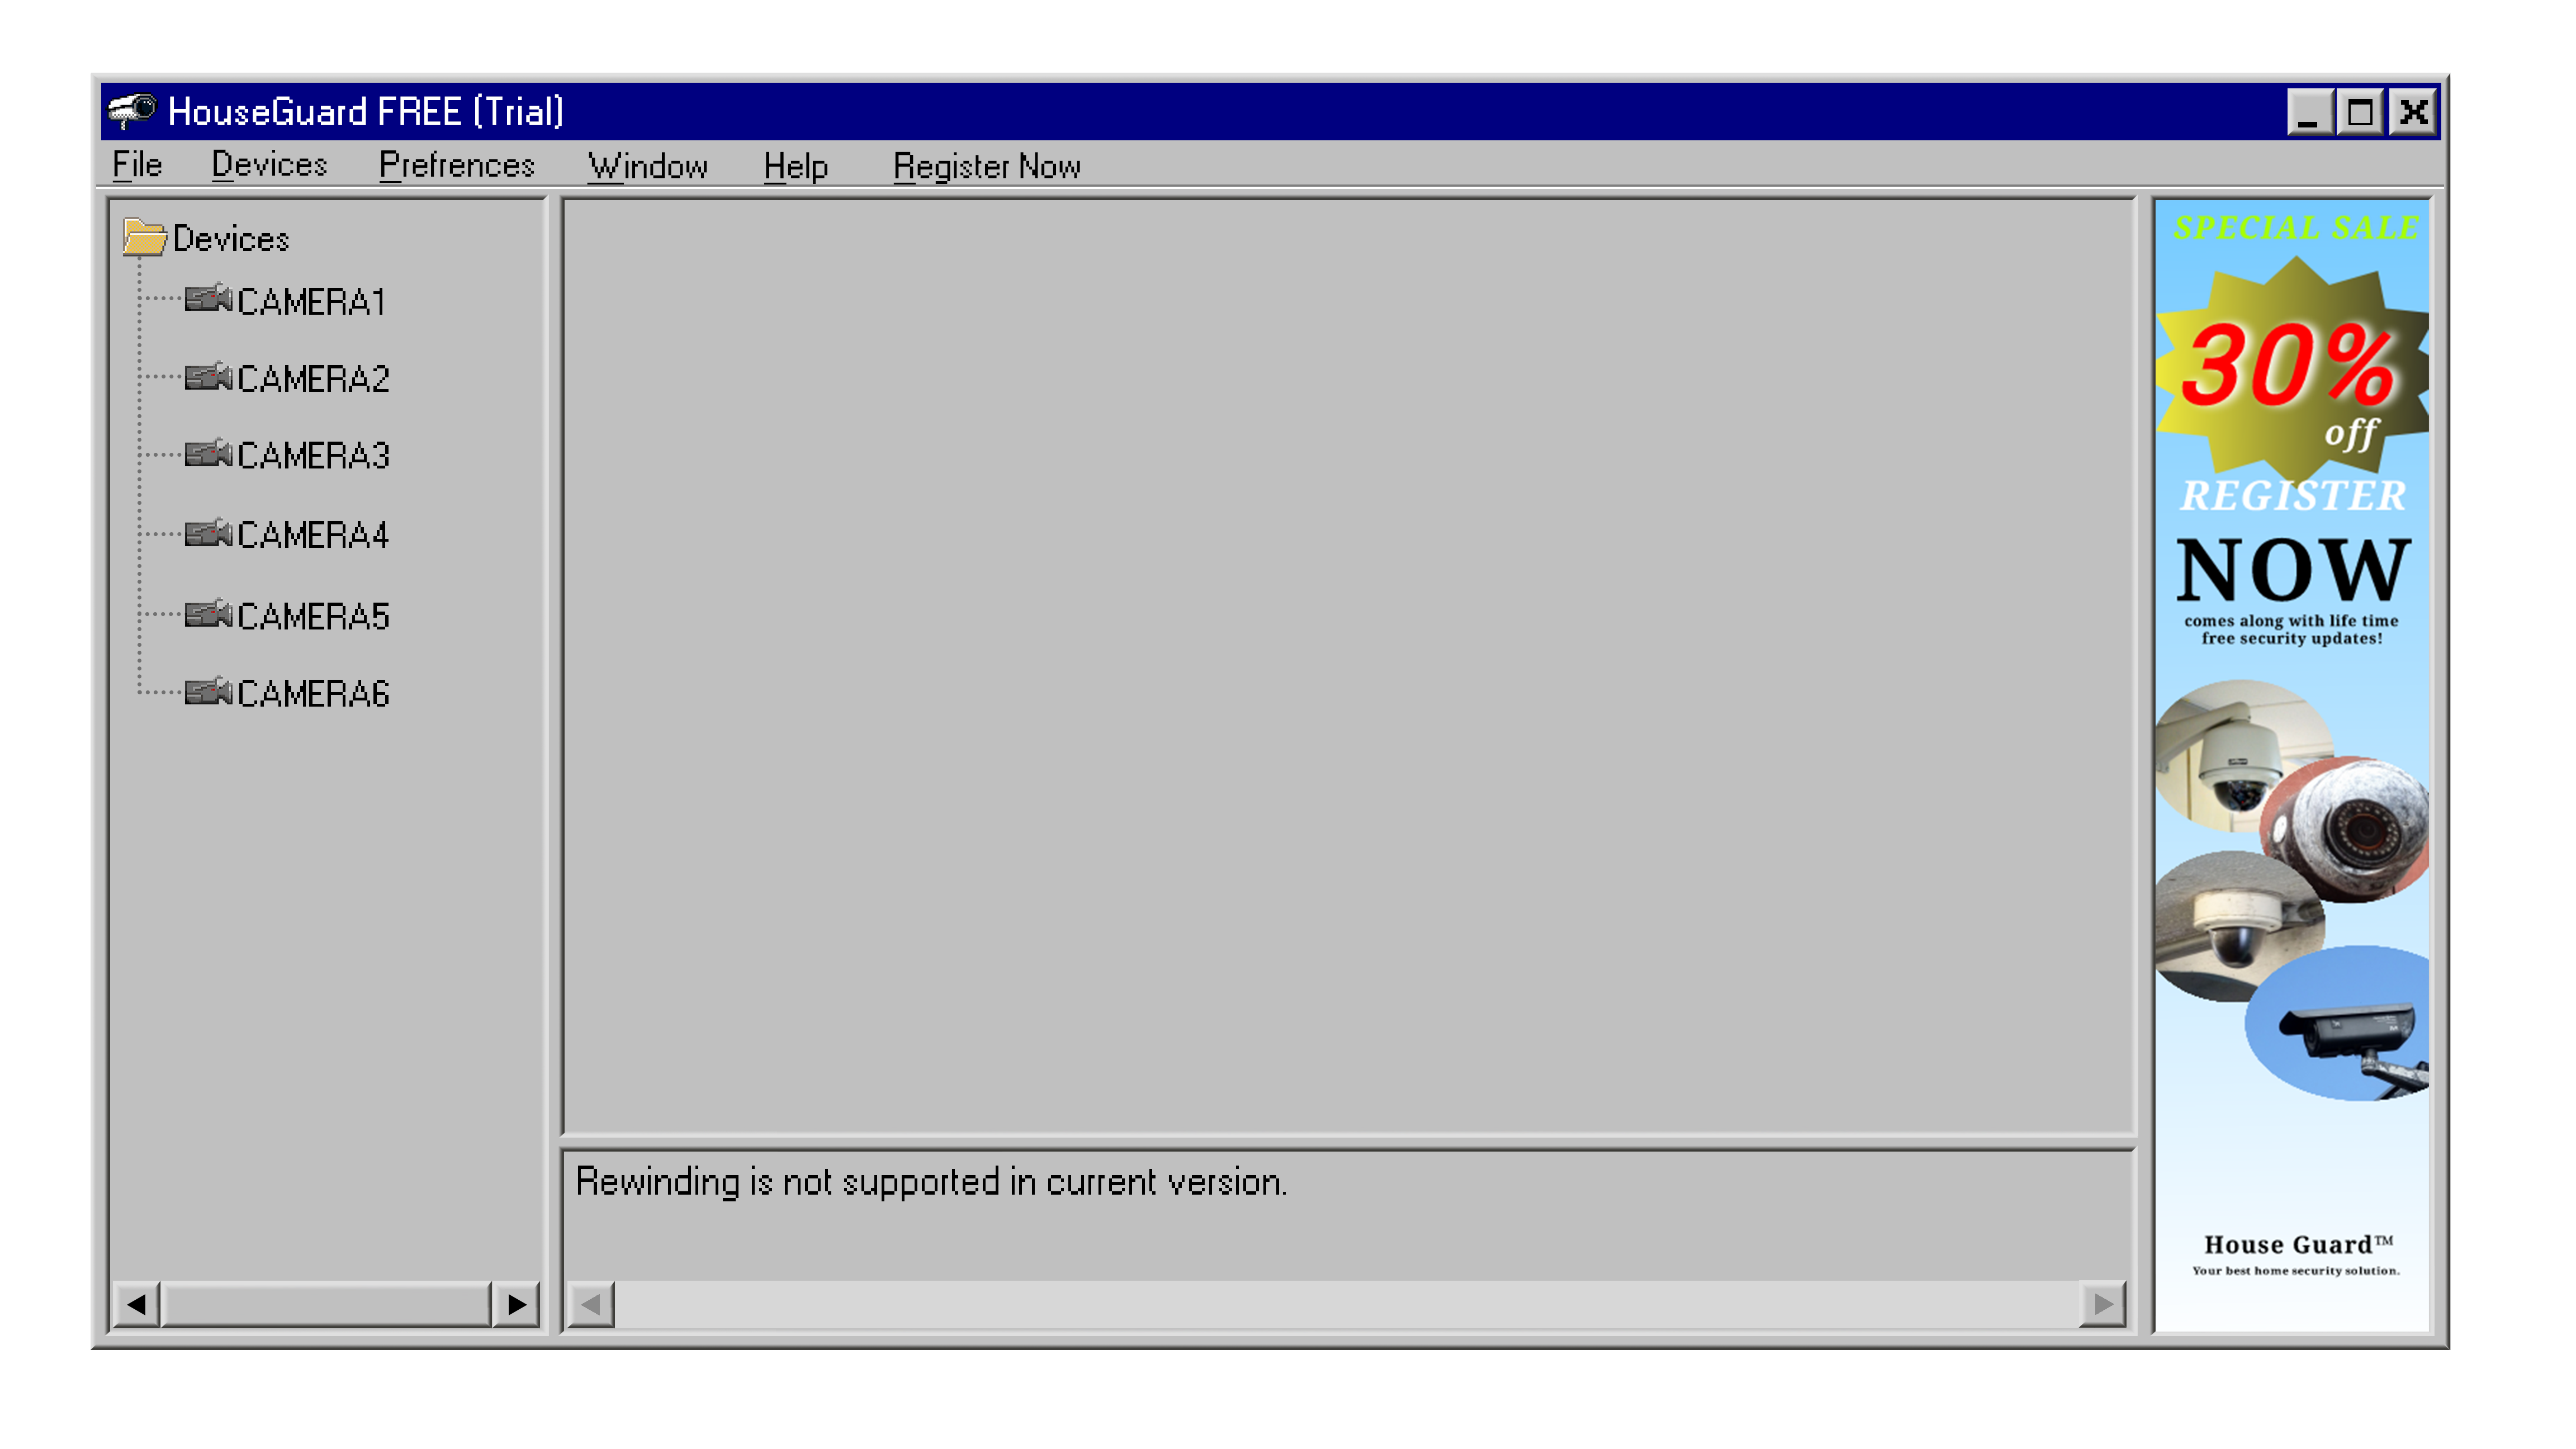 HouseGuard FREE (Trial)
File Devices Prefrences Window Help Register Now
Devices
CAMERA1
CAMERA2
CAMERA3
CAMERA4
CAMERA5
CAMERA6
Rewinding is not supported in current version.
SPECIAL SALE
30%
off
REGISTER
NOW
comes along with life time
free security updates!
House Guard™
Your best home security solution.